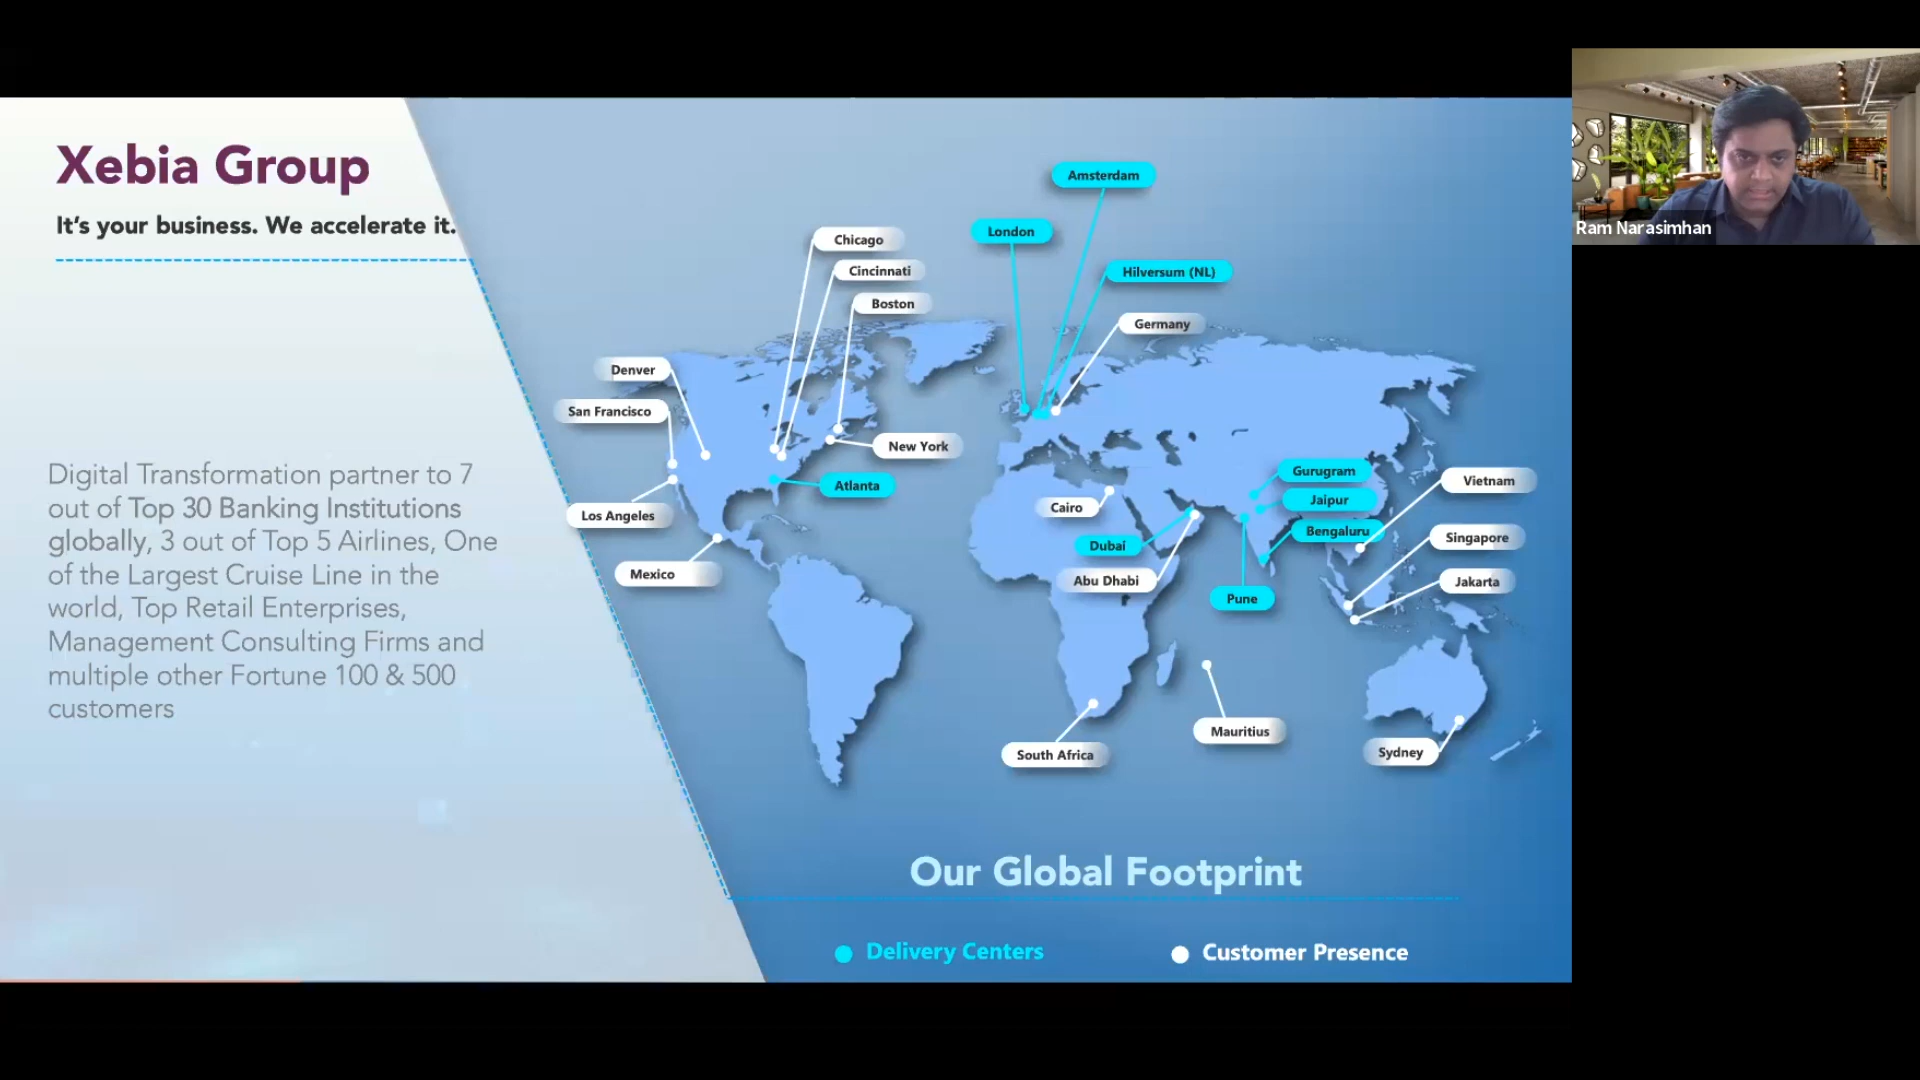 Xebia Group
It's your business. We accelerate it.
Digital Transformation partner to 7
out of Top 30 Banking Institutions
globally, 3 out of Top 5 Airlines, One
of the Largest Cruise Line in the
world, Top Retail Enterprises,
Management Consulting Firms and
multiple other Fortune 100 & 500
customers
Amsterdam
London
Chicago
Cincinnati
Hilversum (NL)
Boston
Germany
Denver
San Francisco
New York
Atlanta
Los Angeles
Mexico
Cairo
Dubai
Abu Dhabi
Gurugram
Jaipur
Bengaluru
Pune
Vietnam
Singapore
Jakarta
Mauritius
South Africa
Sydney
Our Global Footprint
Delivery Centers
Customer Presence
Ram Narasimhan